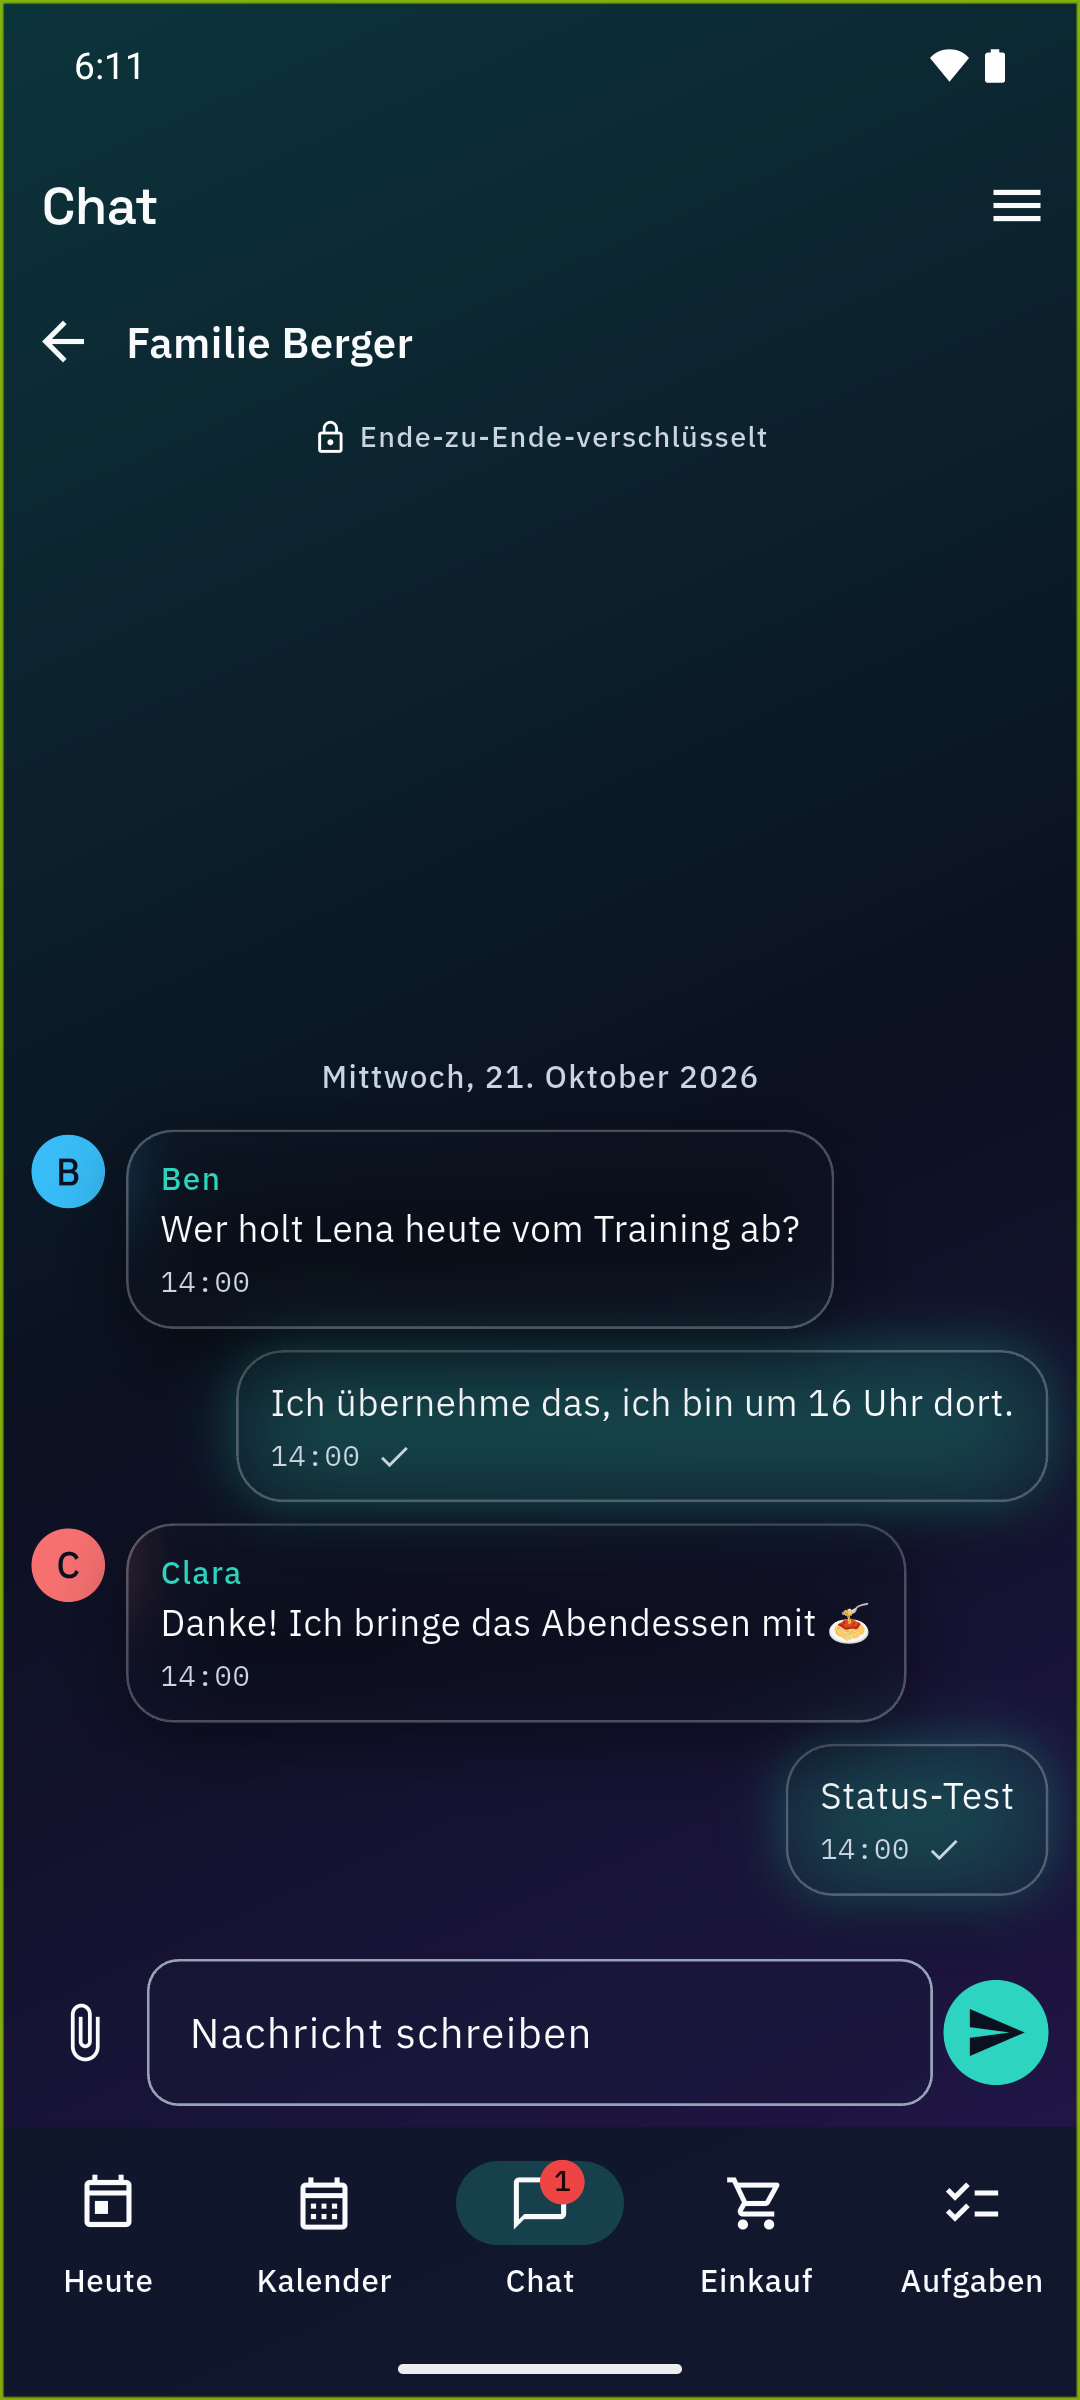 6:11
Chat
Familie Berger
Ende-zu-Ende-verschlüsselt
Mittwoch, 21. Oktober 2026
B
Ben
Wer holt Lena heute vom Training ab?
14:00
Ich übernehme das, ich bin um 16 Uhr dort.
14:00
C
Clara
Danke! Ich bringe das Abendessen mit 🍝
14:00
Status-Test
14:00
Nachricht schreiben
1
Heute
Kalender
Chat
Einkauf
Aufgaben